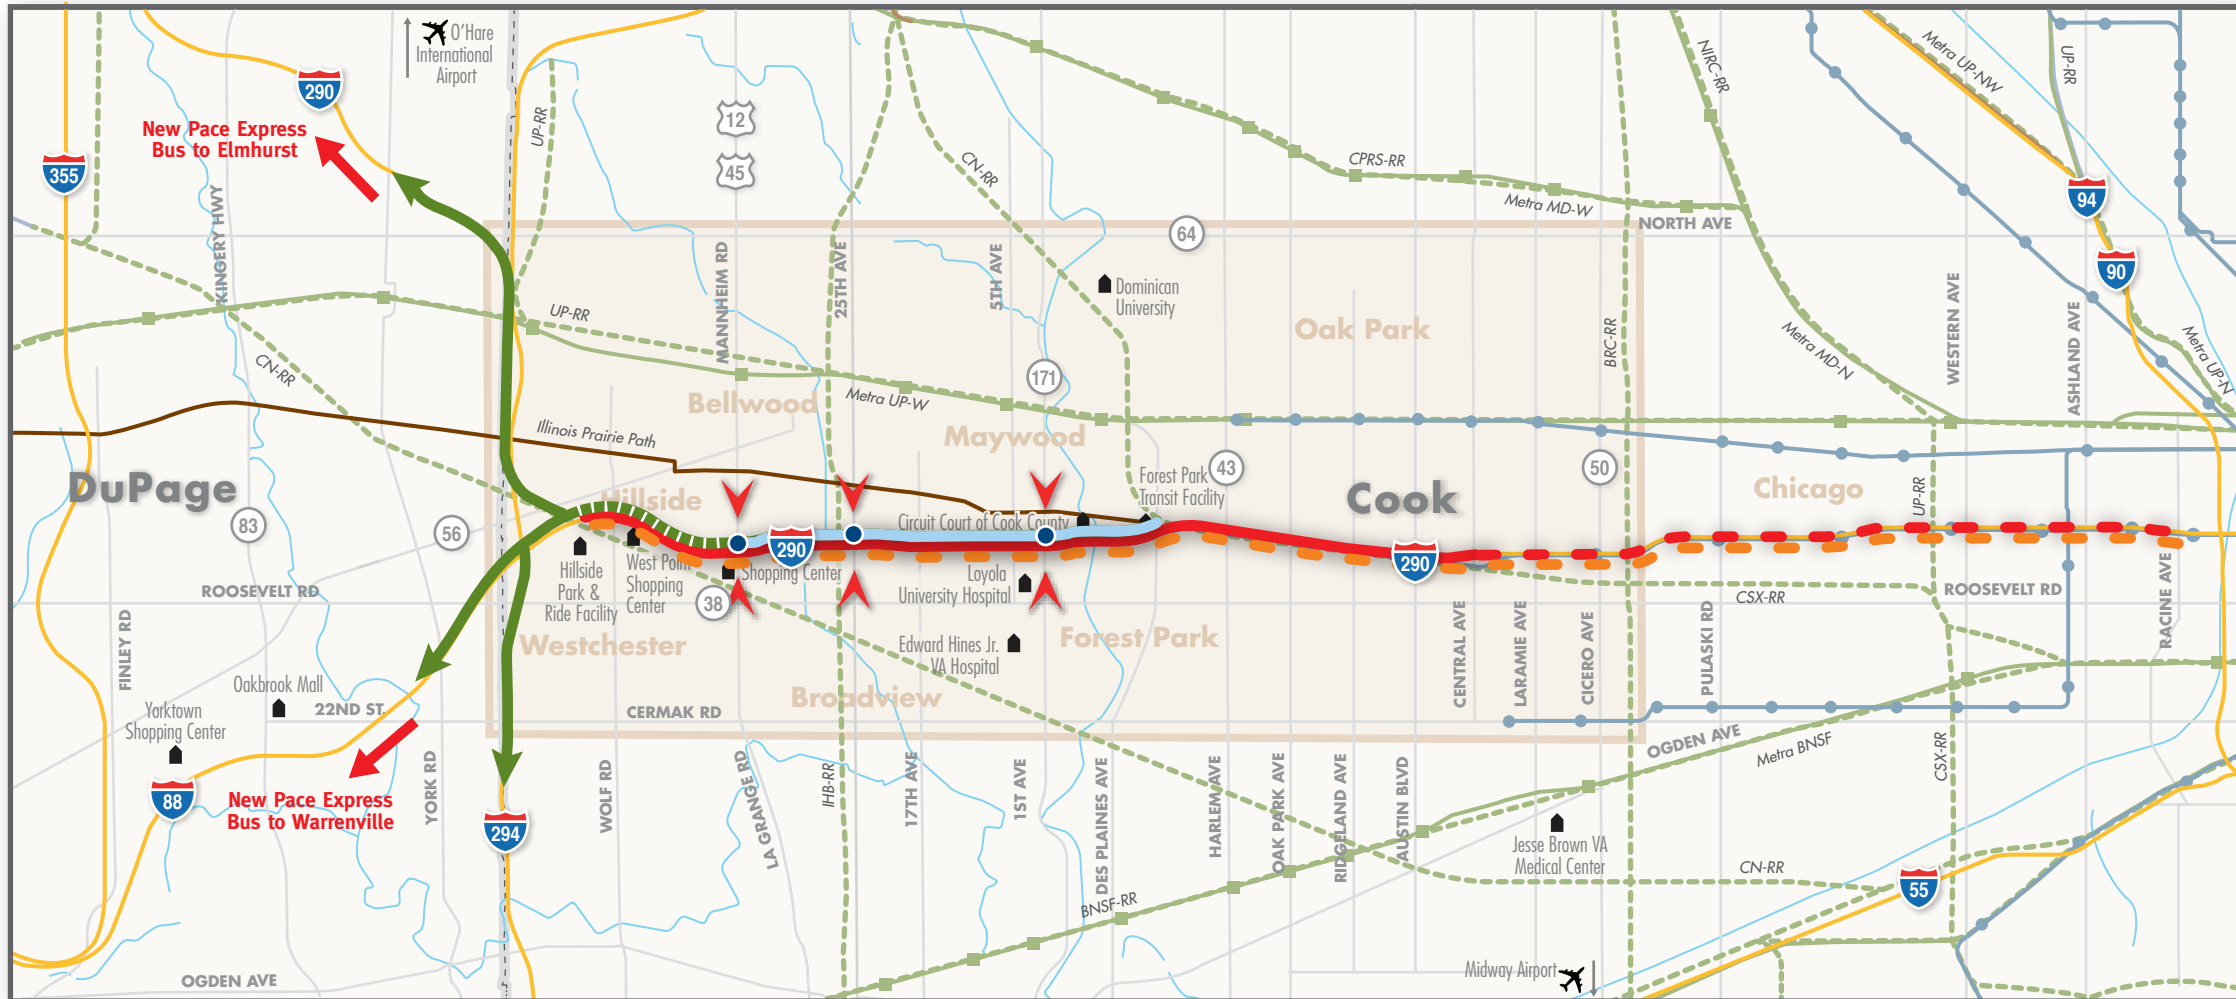 O'Hare
International
Airport
290
New Pace Express
Bus to Elmhurst
355
UP-RR
12
45
CN-RR
CPRS-RR
Metra MD-W
NIRC-RR
Metra UP-NW
UP-RR
94
90
NORTH AVE
64
KINGERY HWY
MANNHEIM RD
25TH AVE
5TH AVE
Dominican
University
Oak Park
BRC-RR
Metra MD-N
WESTERN AVE
ASHLAND AVE
Metra UP-N
UP-RR
CN-RR
171
Bellwood
Metra UP-W
Maywood
Illinois Prairie Path
DuPage
83
56
Hillside
Forest Park
Transit Facility
43
Cook
50
Chicago
UP-RR
Circuit Court of Cook County
290
290
Hillside
Park &
Ride Facility
West Point
Shopping
Center
Shopping Center
38
Loyola
University Hospital
ROOSEVELT RD
CSX-RR
ROOSEVELT RD
RACINE AVE
FINLEY RD
Westchester
Edward Hines Jr.
VA Hospital
Forest Park
CENTRAL AVE
LARAMIE AVE
CICERO AVE
PULASKI RD
Oakbrook Mall
22ND ST.
Yorktown
Shopping Center
Broadview
CERMAK RD
OGDEN AVE
Metra BNSF
CSX-RR
88
New Pace Express
Bus to Warrenville
YORK RD
294
WOLF RD
LA GRANGE RD
IHB-RR
17TH AVE
1ST AVE
DES PLAINES AVE
HARLEM AVE
OAK PARK AVE
RIDGELAND AVE
AUSTIN BLVD
Jesse Brown VA
Medical Center
CN-RR
55
BNSF-RR
OGDEN AVE
Midway Airport